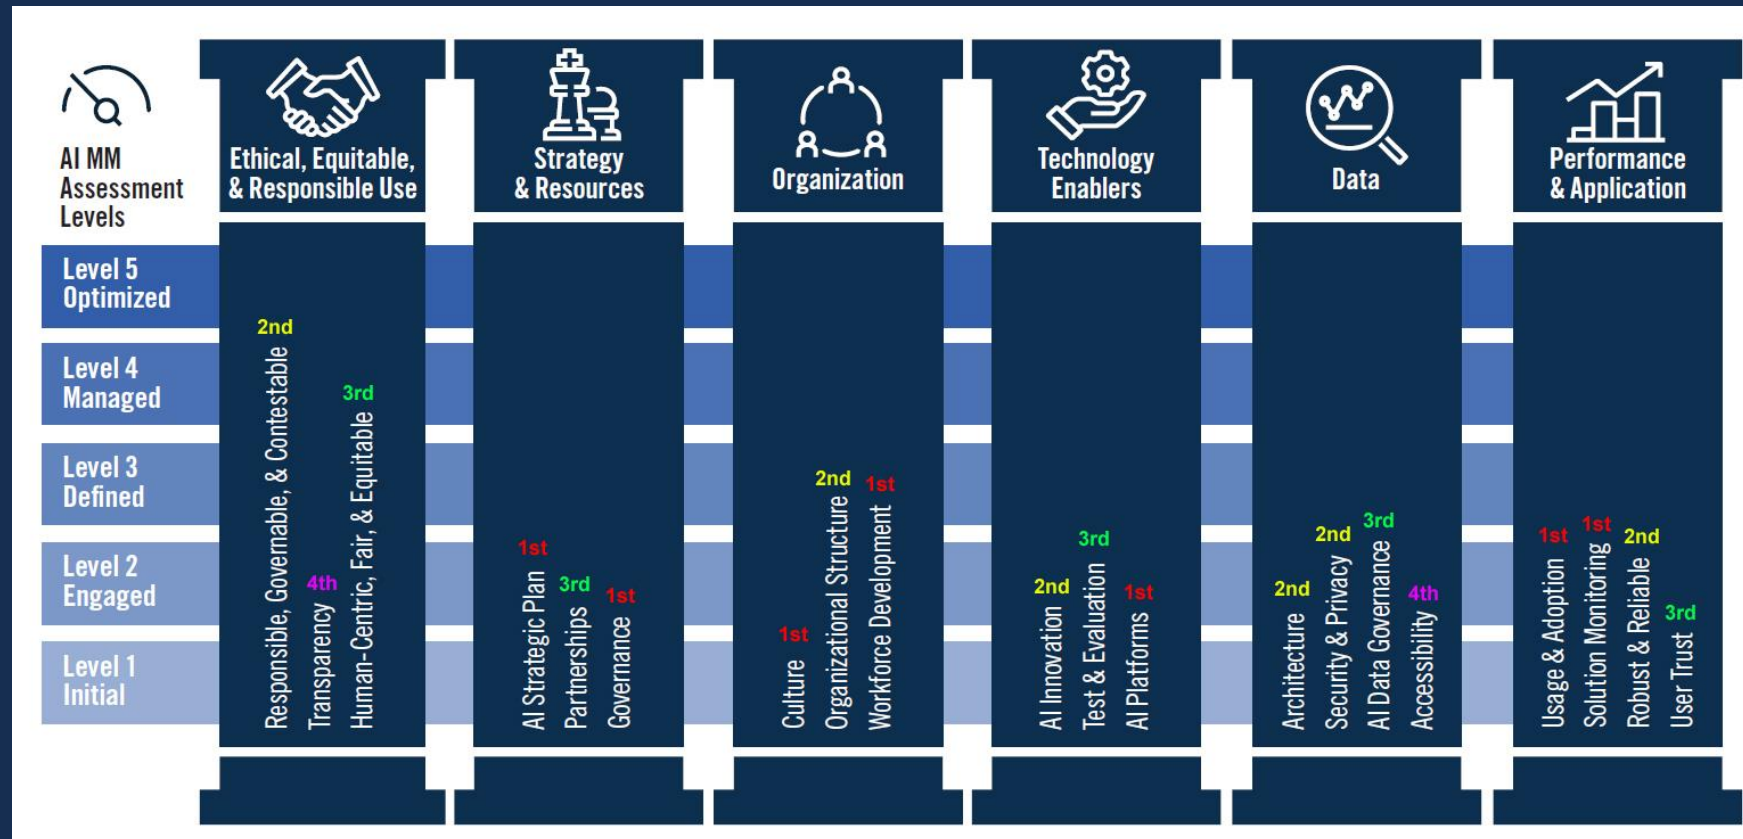 AI MM
Assessment
Levels
Ethical, Equitable,
& Responsible Use
Strategy
& Resources
Organization
Technology
Enablers
Data
Performance
& Application
Level 5
Optimized
Level 4
Managed
Level 3
Defined
Level 2
Engaged
Level 1
Initial
2nd
Responsible, Governable, & Contestable
4th
Transparency
3rd
Human-Centric, Fair, & Equitable
1st
AI Strategic Plan
3rd
Partnerships
1st
Governance
1st
Culture
2nd
Organizational Structure
1st
Workforce Development
2nd
AI Innovation
3rd
Test & Evaluation
1st
AI Platforms
2nd
Architecture
2nd
Security & Privacy
3rd
AI Data Governance
4th
Accessibility
1st
Usage & Adoption
1st
Solution Monitoring
2nd
Robust & Reliable
3rd
User Trust